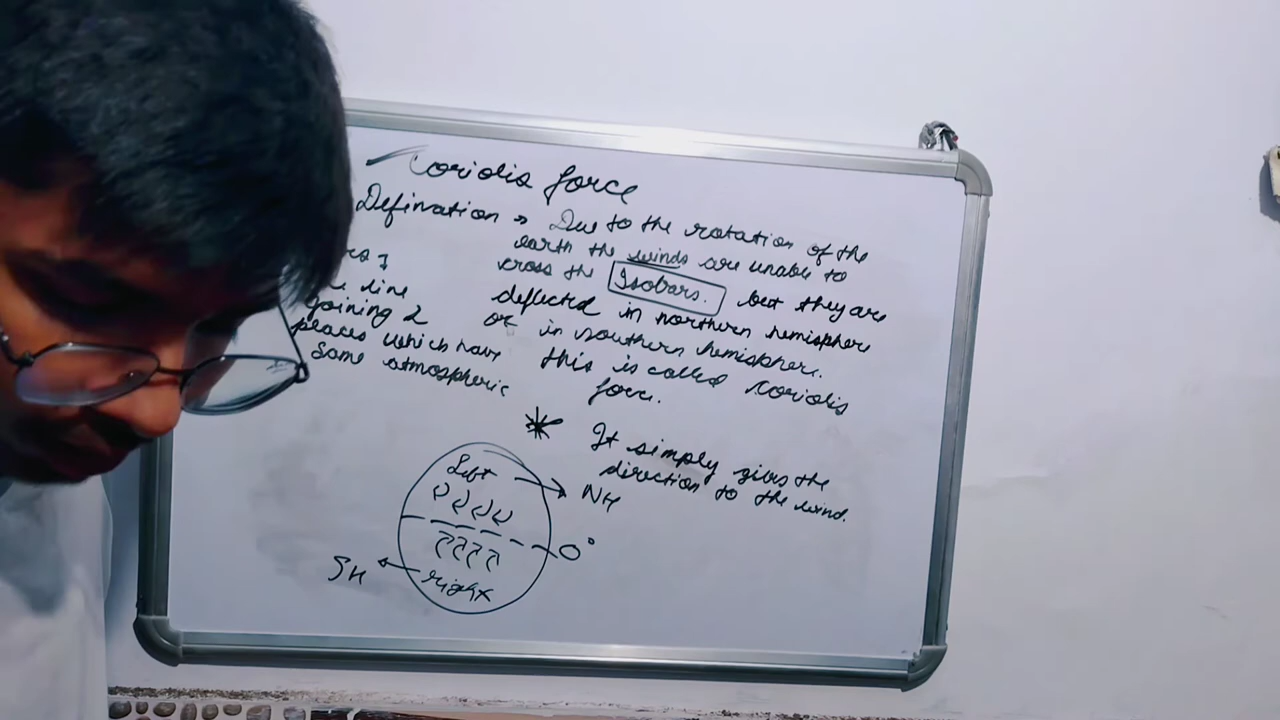 Coriolis force
Defination → Due to the rotation of the
earth the winds are unable to
cross the Isobars. but they are
deflected in northern hemisphere
or in southern hemisphere.
this is called Coriolis
force.
line
joining 2
places which have
same atmospheric
* It simply gives the
direction to the wind.
Left
NH
0°
SH
right